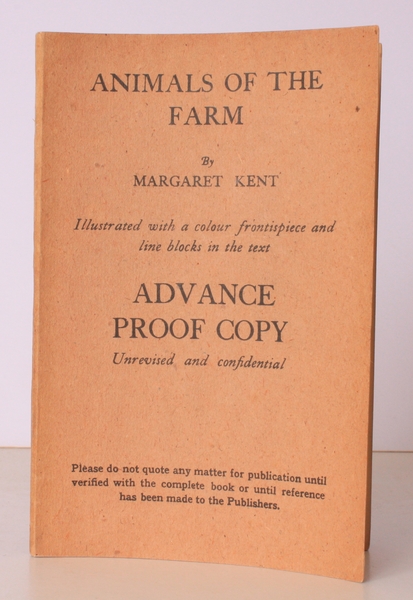 ANIMALS OF THE
FARM
By
MARGARET KENT
Illustrated with a colour frontispiece and
line blocks in the text
ADVANCE
PROOF COPY
Unrevised and confidential
Please do not quote any matter for publication until
verified with the complete book or until reference
has been made to the Publishers.